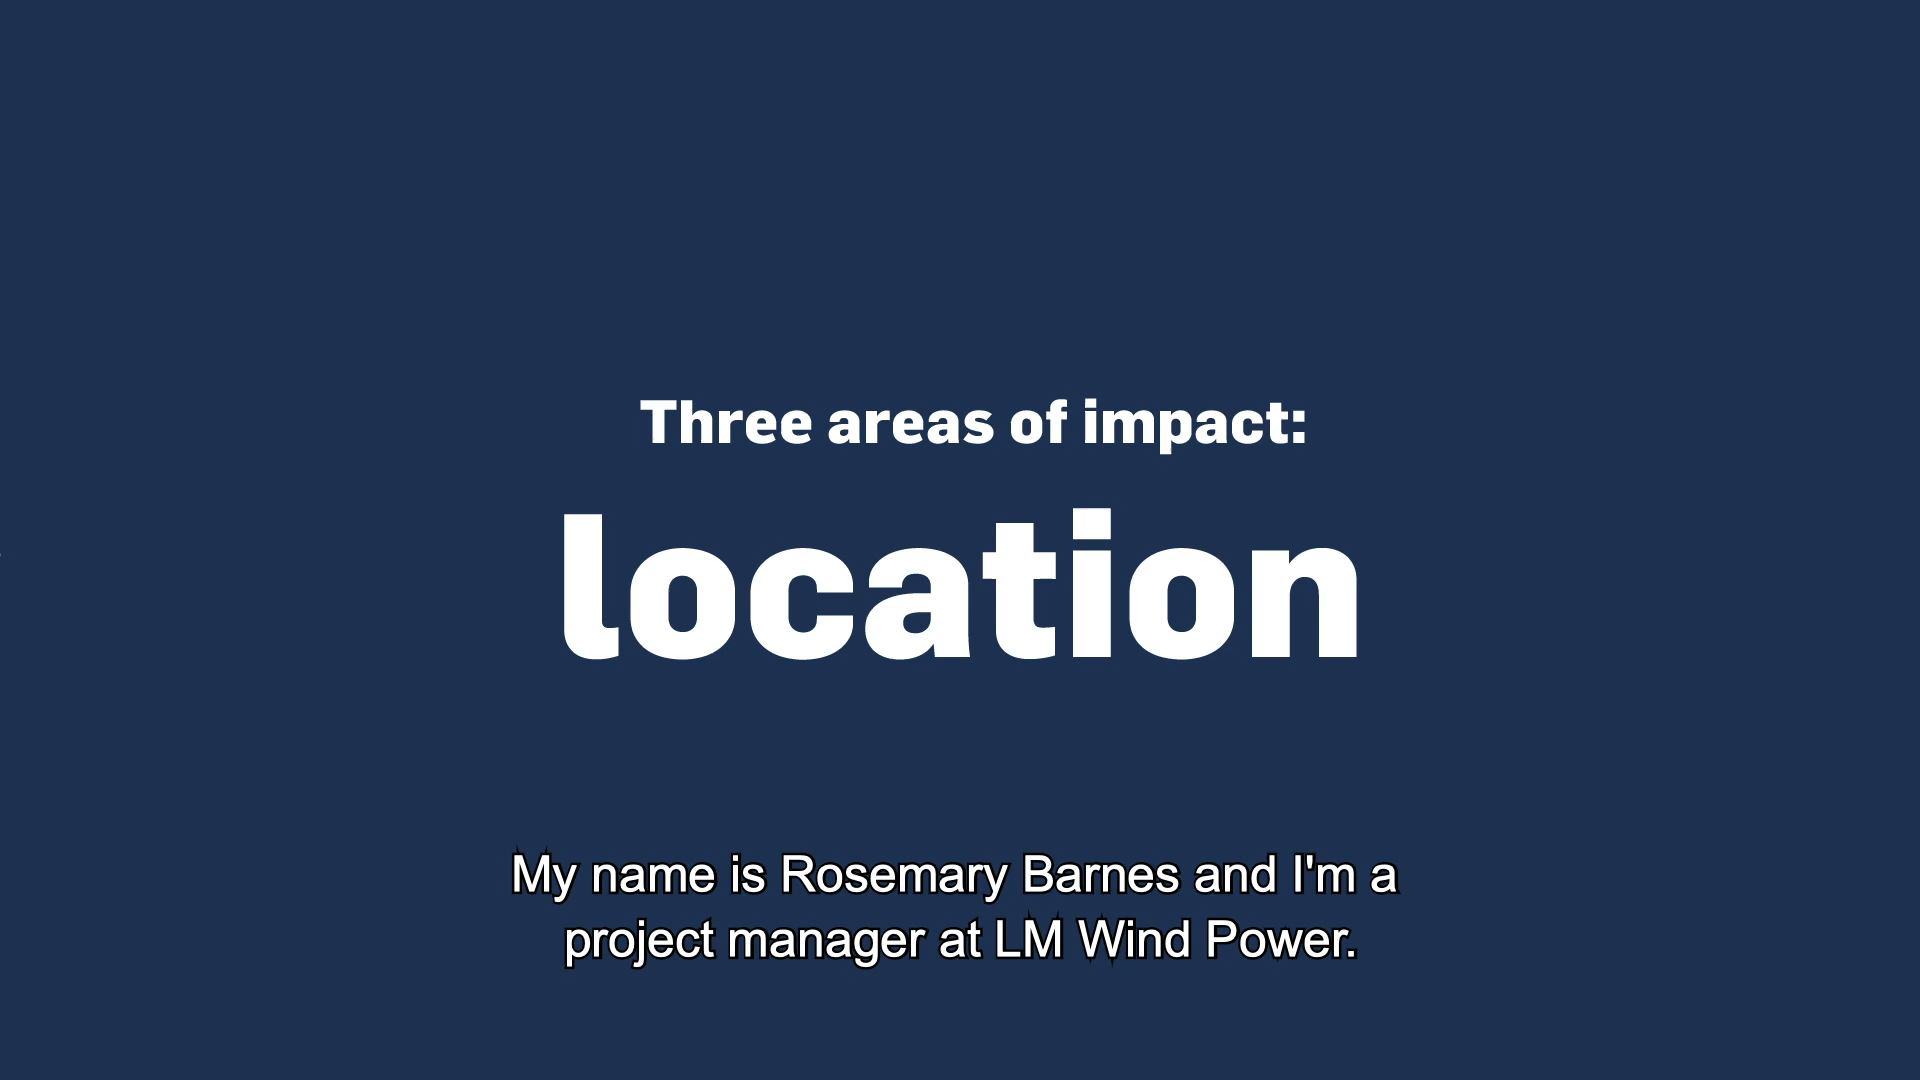 Three areas of impact:
location
My name is Rosemary Barnes and I'm a
project manager at LM Wind Power.